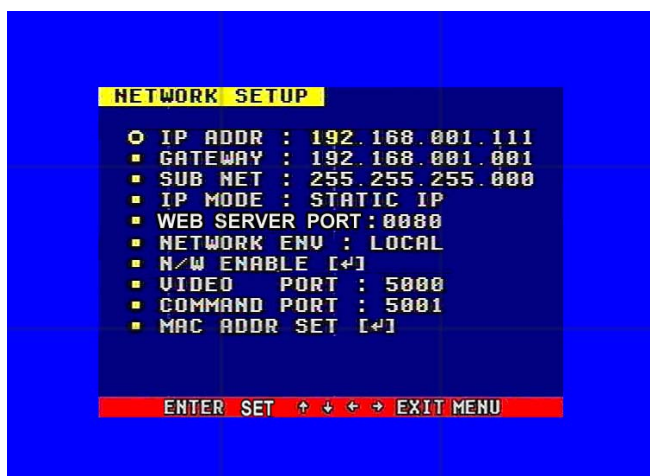 NETWORK SETUP
IP ADDR : 192.168.001.111
GATEWAY : 192.168.001.001
SUB NET : 255.255.255.000
IP MODE : STATIC IP
WEB SERVER PORT : 0080
NETWORK ENV : LOCAL
N/W ENABLE [↵]
VIDEO PORT : 5000
COMMAND PORT : 5001
MAC ADDR SET [↵]
ENTER SET ↑ ↓ ← → EXIT MENU